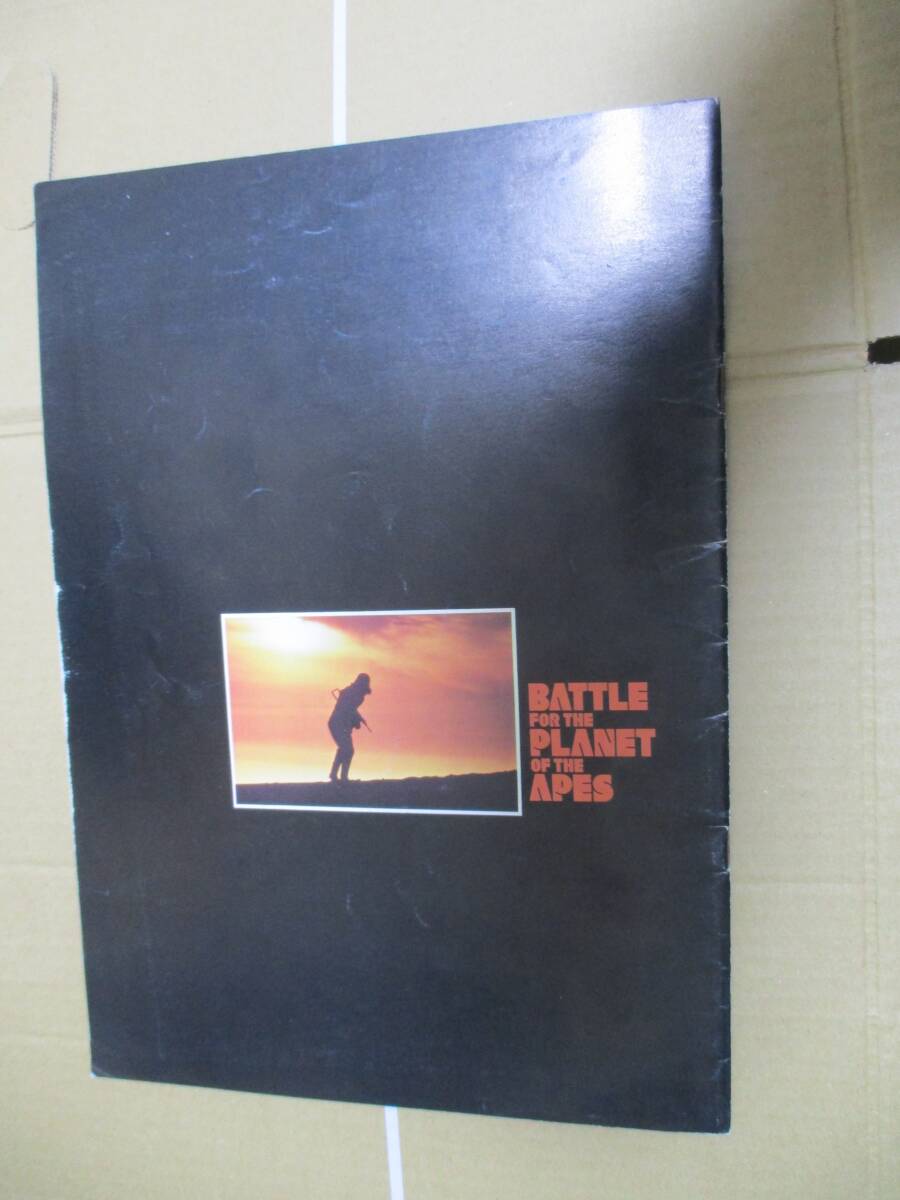 BATTLE
FOR THE
PLANET
OF THE
APES